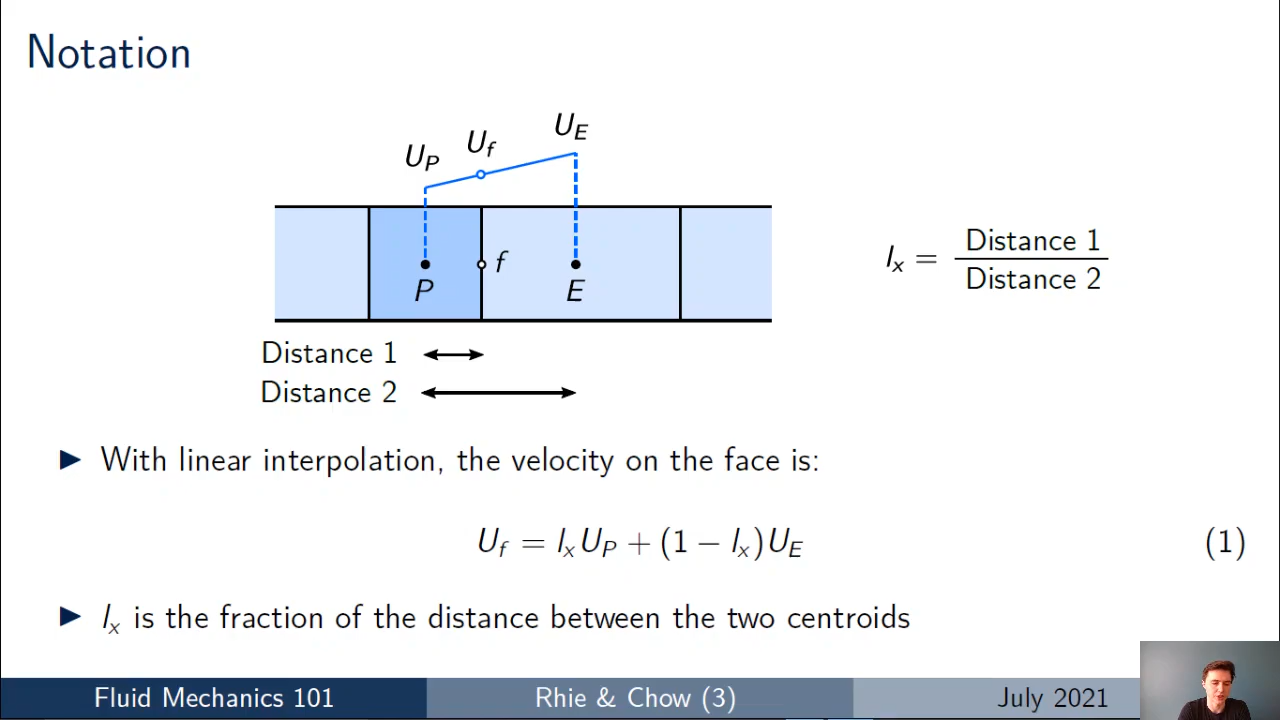 Notation
U_P U_f U_E
f
P E
l_x = Distance 1 / Distance 2
Distance 1
Distance 2
With linear interpolation, the velocity on the face is:
U_f = l_x U_P + (1 − l_x) U_E (1)
l_x is the fraction of the distance between the two centroids
Fluid Mechanics 101 Rhie & Chow (3) July 2021